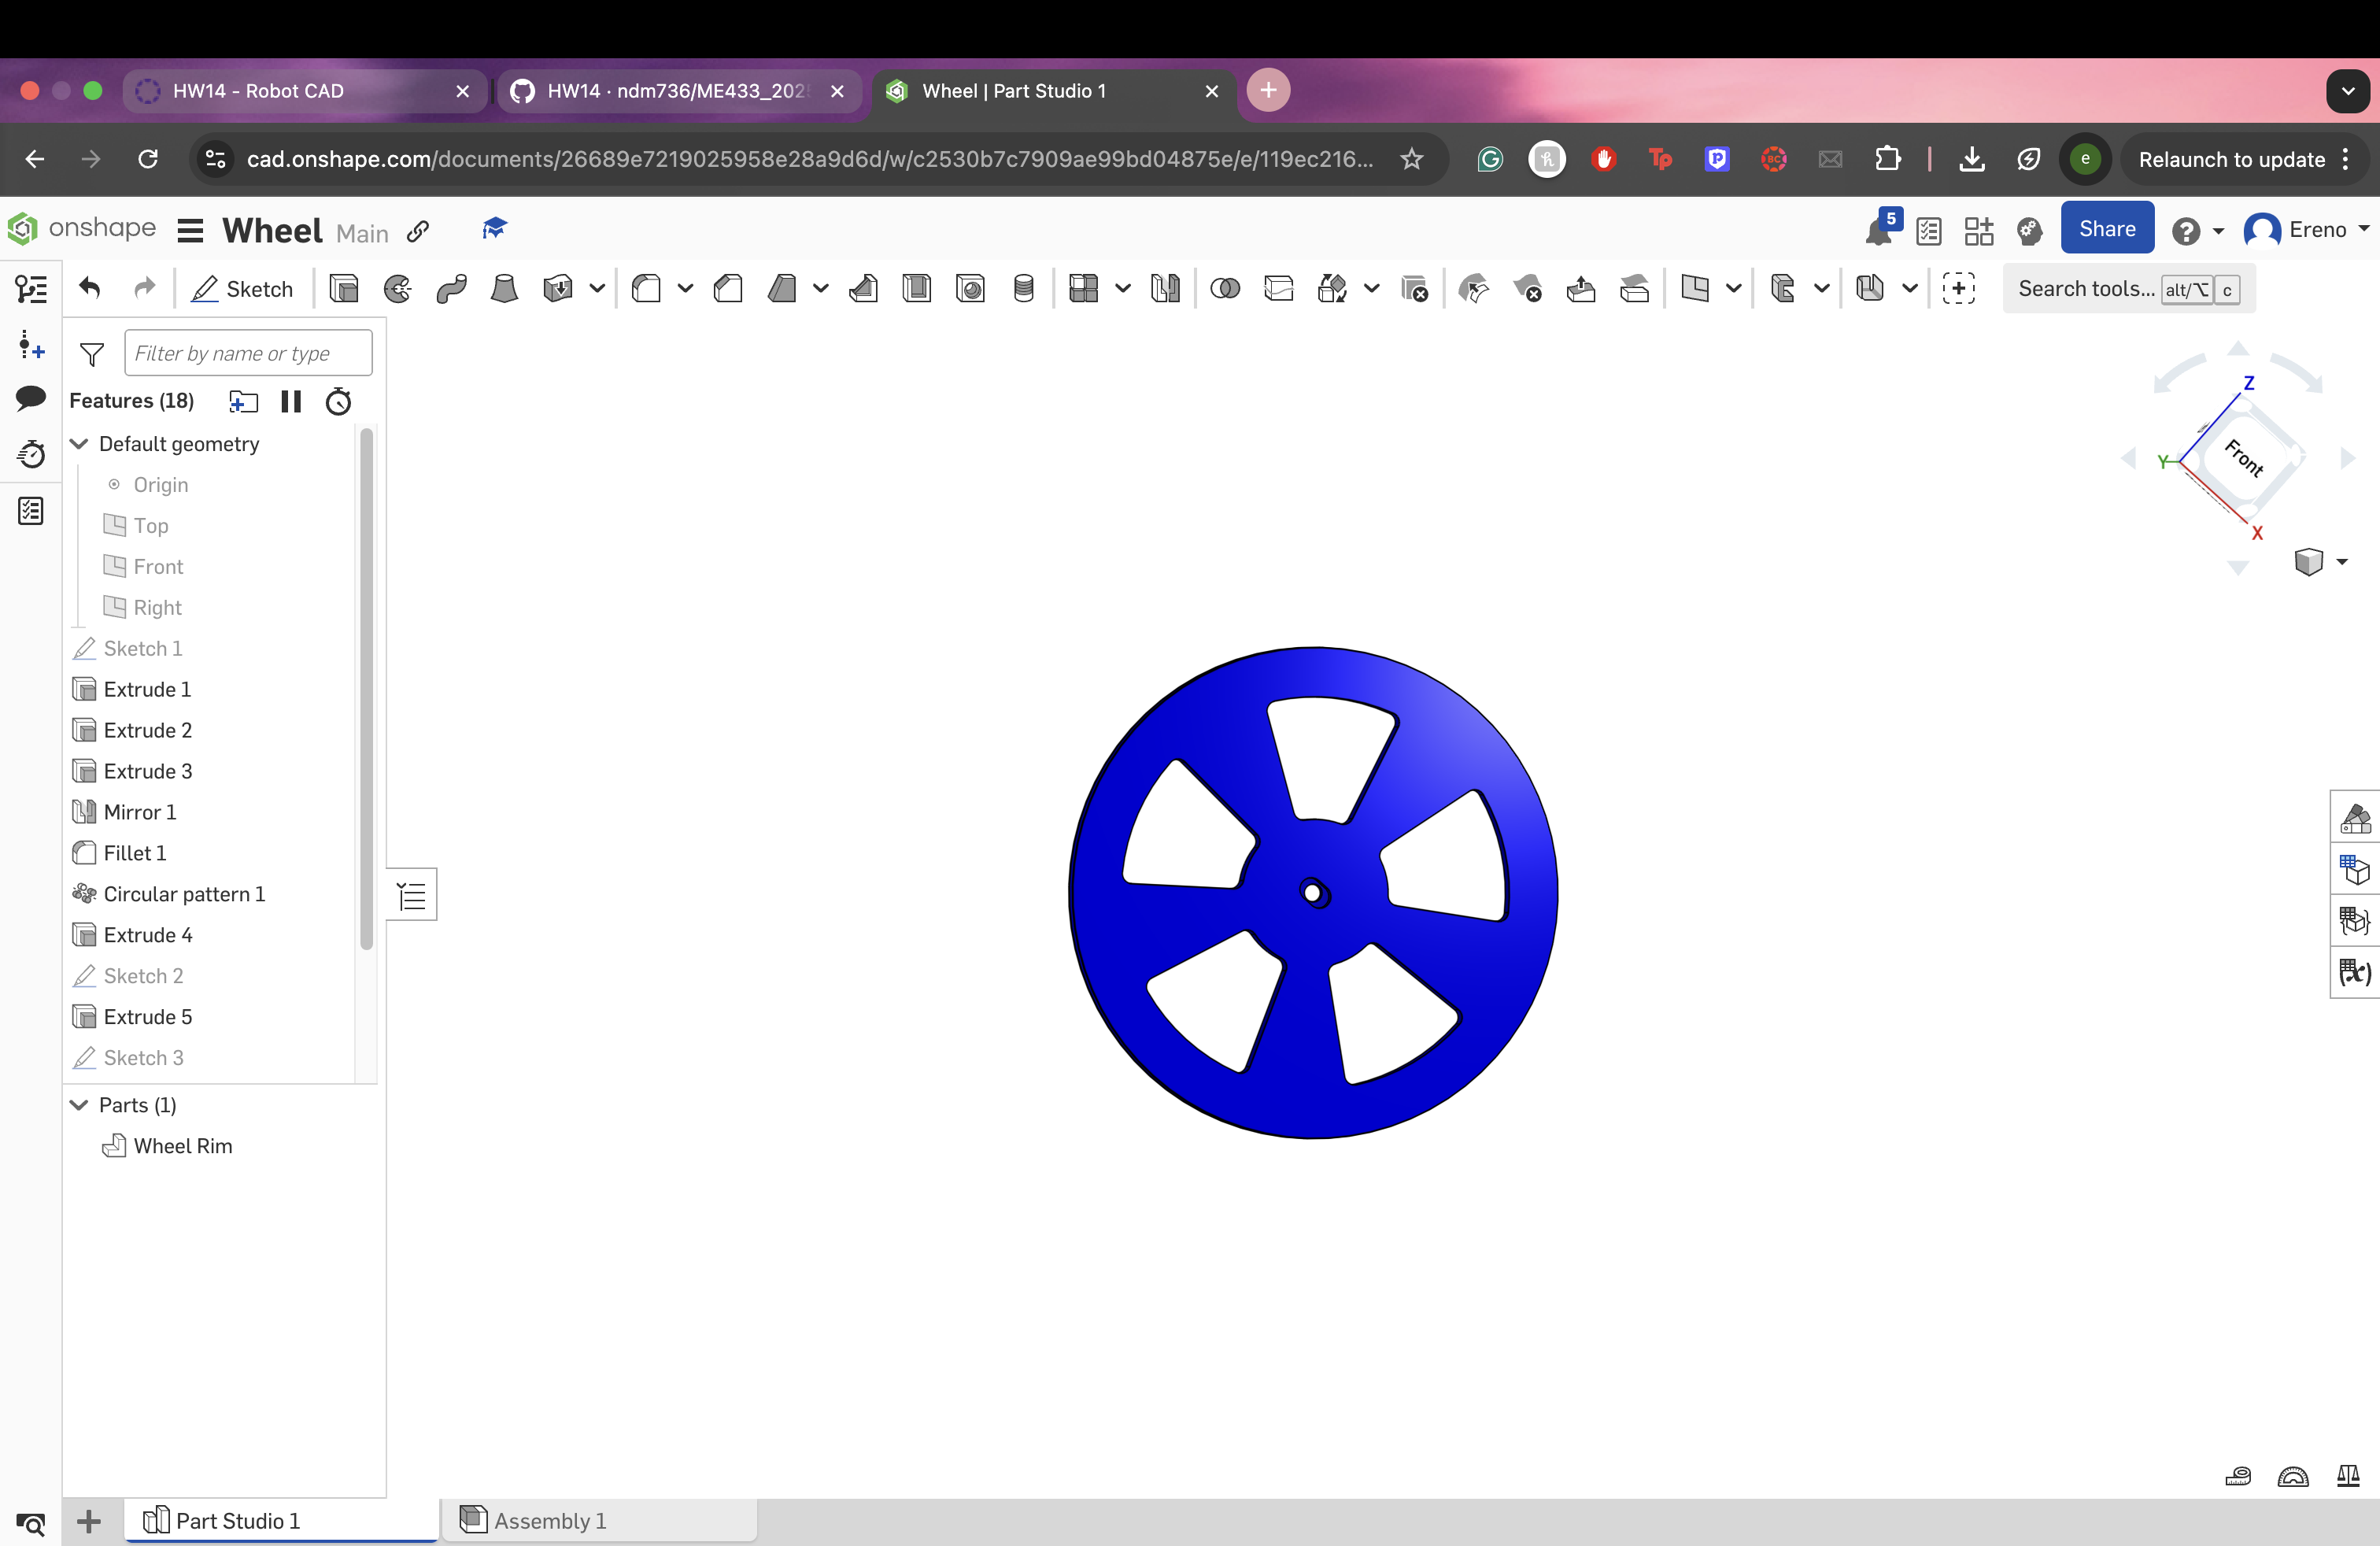 HW14 - Robot CAD
HW14 · ndm736/ME433_202
Wheel | Part Studio 1
cad.onshape.com/documents/26689e7219025958e28a9d6d/w/c2530b7c7909ae99bd04875e/e/119ec216...
Relaunch to update
onshape
Wheel Main
5
Share
Ereno
Sketch
Search tools... alt/⌥ c
Filter by name or type
Features (18)
Default geometry
Origin
Top
Front
Right
Sketch 1
Extrude 1
Extrude 2
Extrude 3
Mirror 1
Fillet 1
Circular pattern 1
Extrude 4
Sketch 2
Extrude 5
Sketch 3
Parts (1)
Wheel Rim
Z
Front
Y
X
Part Studio 1
Assembly 1